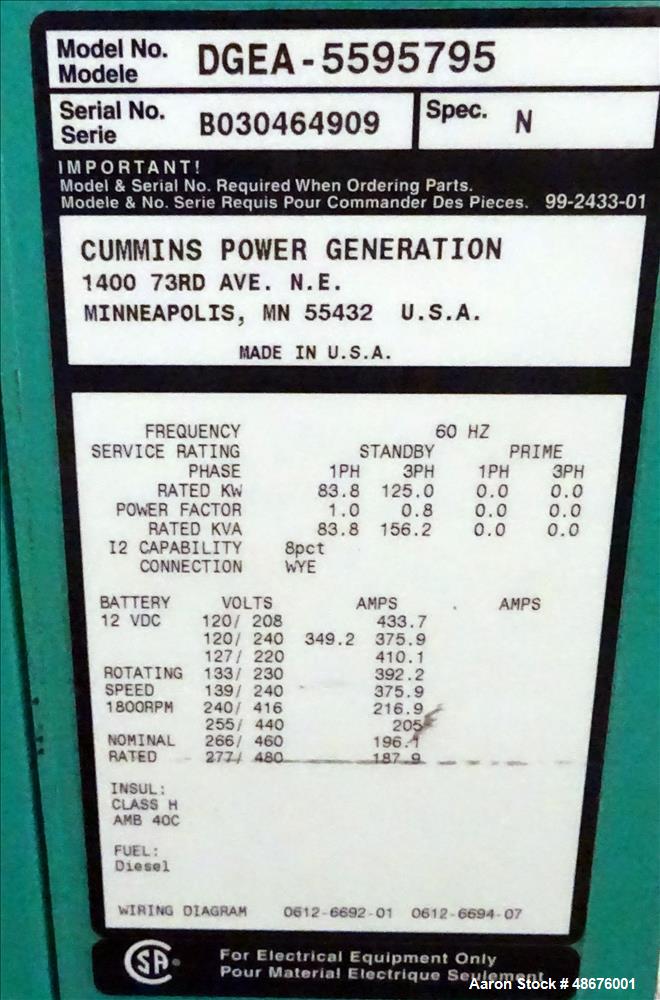 Model No. DGEA-5595795
Modele
Serial No. B030464909 Spec. N
Serie
IMPORTANT!
Model & Serial No. Required When Ordering Parts.
Modele & No. Serie Requis Pour Commander Des Pieces. 99-2433-01
CUMMINS POWER GENERATION
1400 73RD AVE. N.E.
MINNEAPOLIS, MN 55432 U.S.A.
MADE IN U.S.A.
FREQUENCY 60 HZ
SERVICE RATING STANDBY PRIME
PHASE 1PH 3PH 1PH 3PH
RATED KW 83.8 125.0 0.0 0.0
POWER FACTOR 1.0 0.8 0.0 0.0
RATED KVA 83.8 156.2 0.0 0.0
I2 CAPABILITY 8pct
CONNECTION WYE
BATTERY VOLTS AMPS AMPS
12 VDC 120/ 208 433.7
120/ 240 349.2 375.9
127/ 220 410.1
ROTATING 133/ 230 392.2
SPEED 139/ 240 375.9
1800RPM 240/ 416 216.9
255/ 440 205
NOMINAL 266/ 460 196.1
RATED 277/ 480 187.9
INSUL:
CLASS H
AMB 40C
FUEL:
Diesel
WIRING DIAGRAM 0612-6692-01 0612-6694-07
SA For Electrical Equipment Only
Pour Material Electrique Seulement
Aaron Stock # 48676001